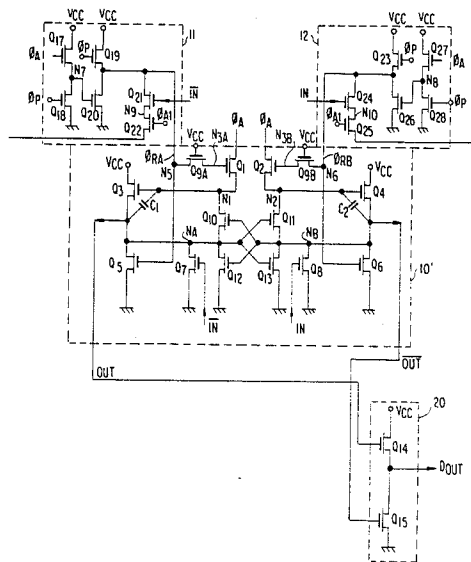 VCC VCC 11 12 VCC VCC
Q17 Q19 Q23 Q27
ØA ØP ØP ØA
N7 N8
Q21 IN̅ IN Q24
ØP Q18 Q20 N9 ØA1 ØA1 N10 Q26 Q28 ØP
Q22 ØA ØA Q25
VCC VCC
ØRA N3A N3B ØRB
VCC N5 Q9A Q1 Q2 Q9B N6 VCC
Q3 N1 N2 Q4
C1 Q10 Q11 C2
NA NB
Q5 Q7 Q12 Q13 Q8 Q6
IN̅ IN 10'
OUT O̅U̅T̅
20
VCC
Q14
DOUT
Q15